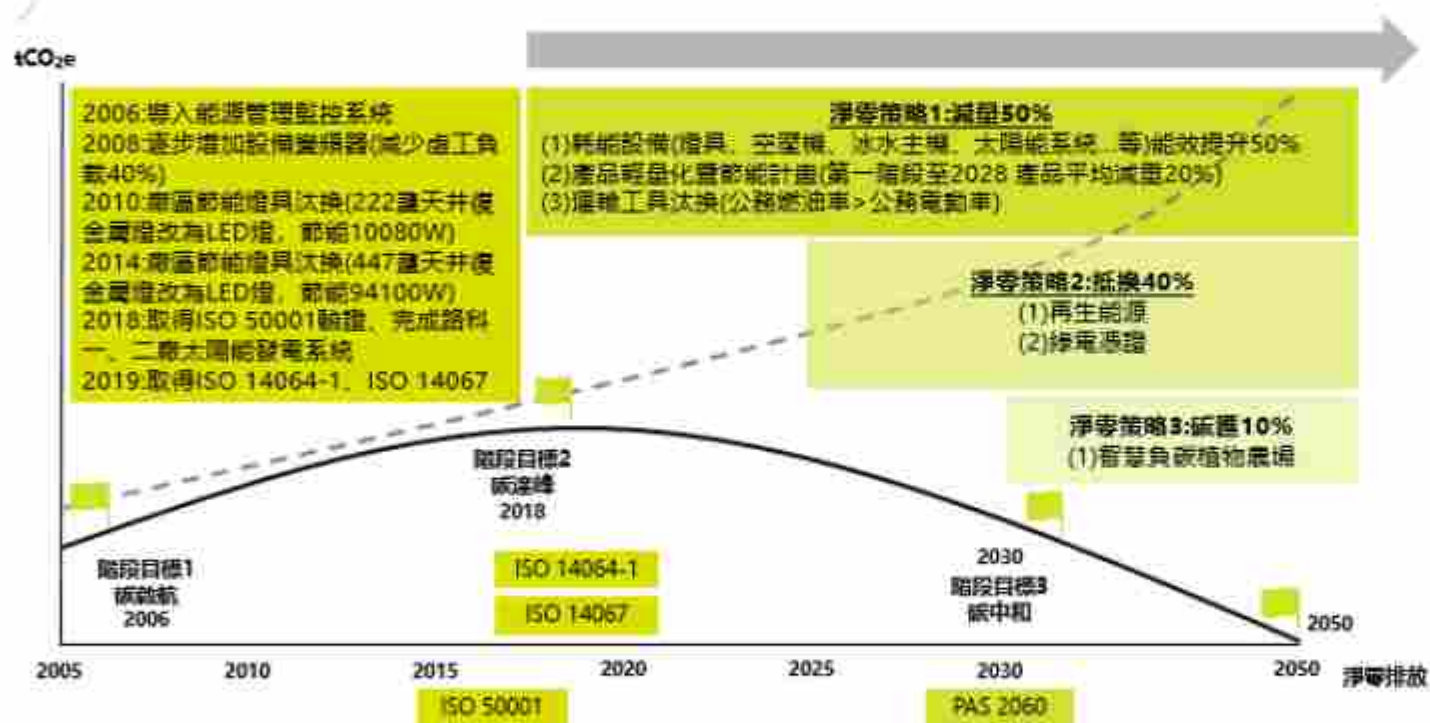 tCO₂e
2006:導入能源管理監控系統
2008:逐步增加設備變頻器(減少虛工負
載40%)
2010:廠區節能燈具汰換(222盞天井複
金屬燈改為LED燈，節能10080W)
2014:廠區節能燈具汰換(447盞天井複
金屬燈改為LED燈，節能94100W)
2018:取得ISO 50001驗證、完成路科
一、二廠太陽能發電系統
2019:取得ISO 14064-1、ISO 14067
淨零策略1:減量50%
(1)耗能設備(燈具、空壓機、冰水主機、太陽能系統...等)能效提升50%
(2)產品輕量化暨節能計畫(第一階段至2028 產品平均減重20%)
(3)運輸工具汰換(公務燃油車>公務電動車)
淨零策略2:抵換40%
(1)再生能源
(2)綠電憑證
淨零策略3:碳匯10%
(1)智慧負碳植物農場
階段目標1
碳啟航
2006
階段目標2
碳達峰
2018
ISO 14064-1
ISO 14067
2030
階段目標3
碳中和
2050
2005 2010 2015 2020 2025 2030 2050 淨零排放
ISO 50001 PAS 2060